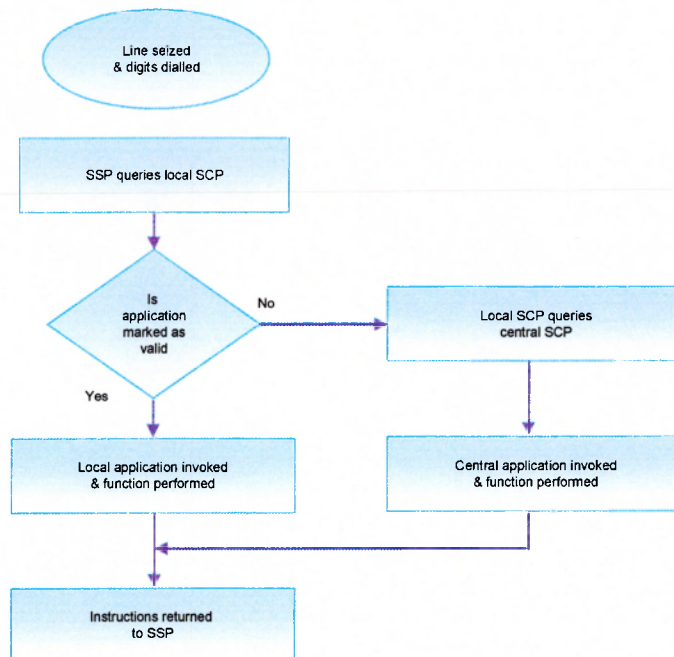 Line seized
& digits dialled
SSP queries local SCP
Is
application
marked as
valid
No
Yes
Local SCP queries
central SCP
Local application invoked
& function performed
Central application invoked
& function performed
Instructions returned
to SSP